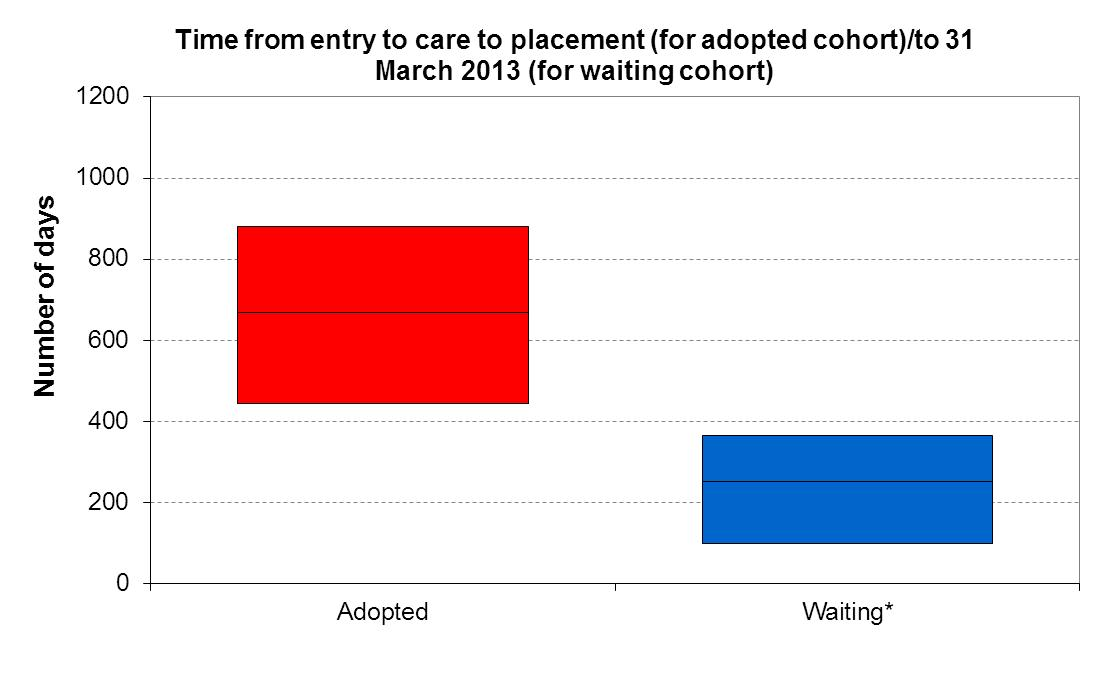 Time from entry to care to placement (for adopted cohort)/to 31
March 2013 (for waiting cohort)
Number of days
1200
1000
800
600
400
200
0
Adopted
Waiting*